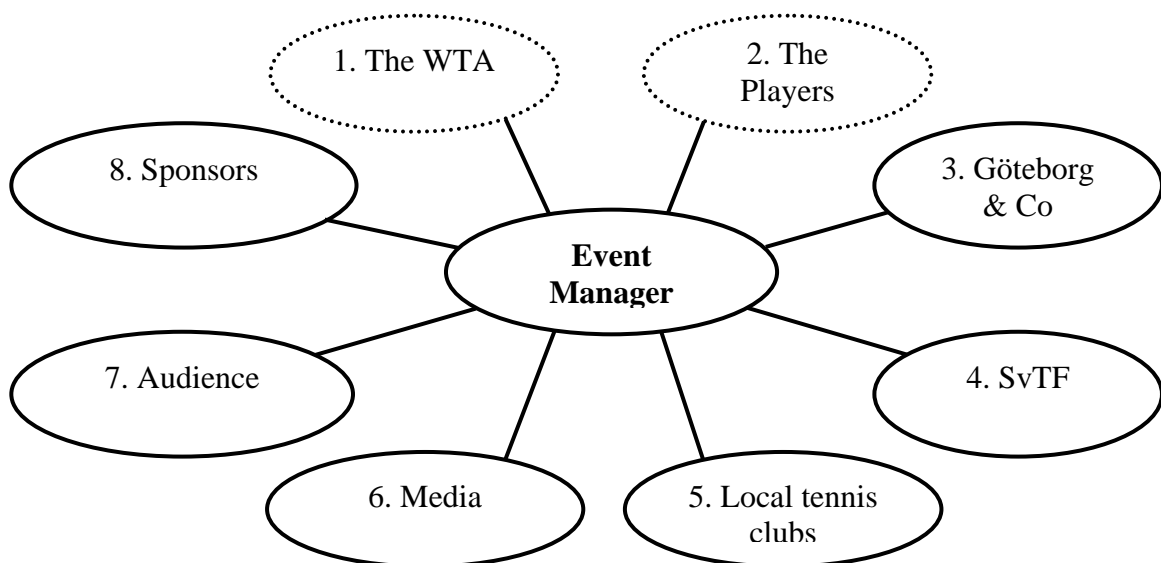 1. The WTA
2. The
Players
8. Sponsors
3. Göteborg
& Co
Event
Manager
7. Audience
4. SvTF
6. Media
5. Local tennis
clubs